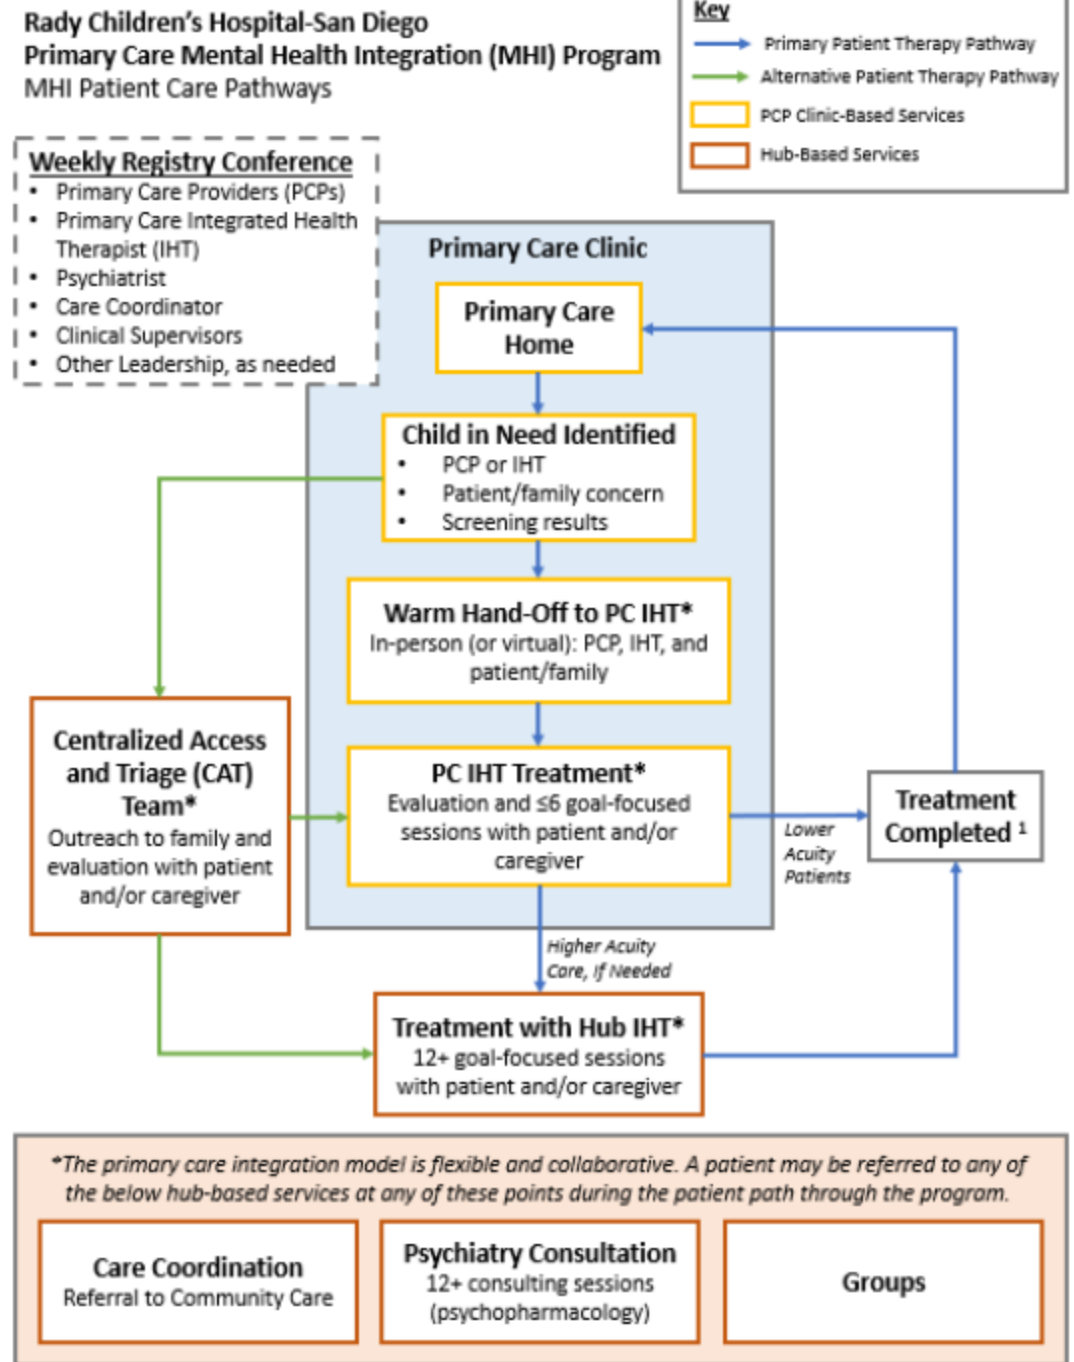 Rady Children's Hospital-San Diego
Primary Care Mental Health Integration (MHI) Program
MHI Patient Care Pathways
Key
Primary Patient Therapy Pathway
Alternative Patient Therapy Pathway
PCP Clinic-Based Services
Hub-Based Services
Weekly Registry Conference
• Primary Care Providers (PCPs)
• Primary Care Integrated Health
Therapist (IHT)
• Psychiatrist
• Care Coordinator
• Clinical Supervisors
• Other Leadership, as needed
Primary Care Clinic
Primary Care
Home
Child in Need Identified
• PCP or IHT
• Patient/family concern
• Screening results
Warm Hand-Off to PC IHT*
In-person (or virtual): PCP, IHT, and
patient/family
Centralized Access
and Triage (CAT)
Team*
Outreach to family and
evaluation with patient
and/or caregiver
PC IHT Treatment*
Evaluation and ≤6 goal-focused
sessions with patient and/or
caregiver
Lower
Acuity
Patients
Treatment
Completed 1
Higher Acuity
Care, If Needed
Treatment with Hub IHT*
12+ goal-focused sessions
with patient and/or caregiver
*The primary care integration model is flexible and collaborative. A patient may be referred to any of
the below hub-based services at any of these points during the patient path through the program.
Care Coordination
Referral to Community Care
Psychiatry Consultation
12+ consulting sessions
(psychopharmacology)
Groups